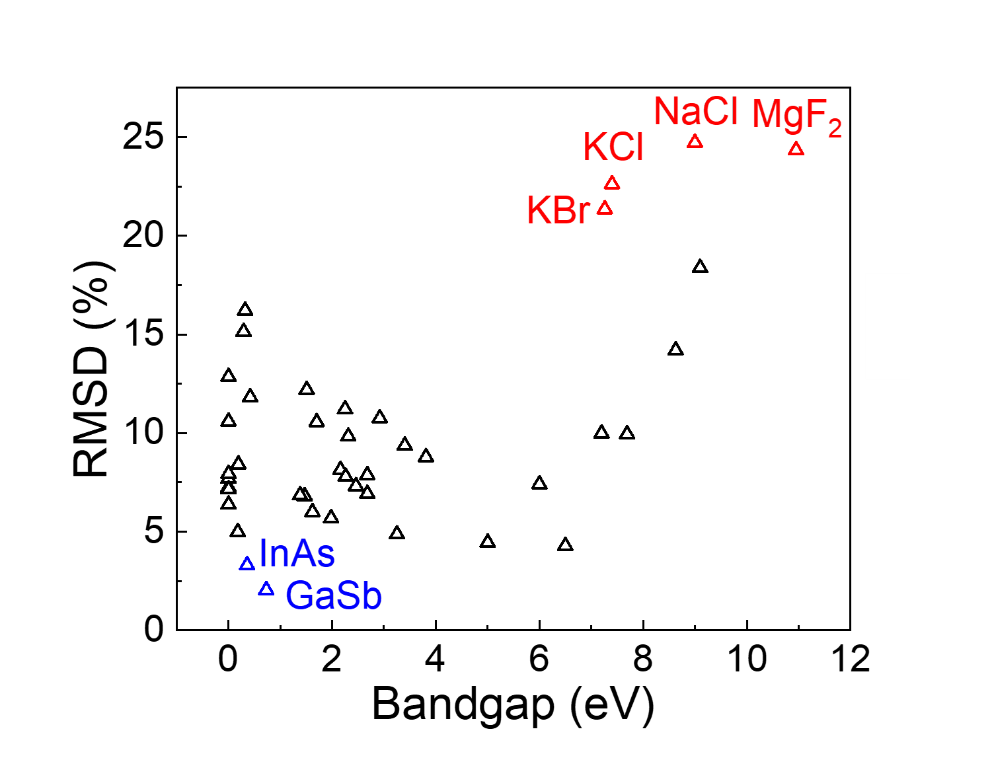 NaCl MgF₂
KCl
KBr
InAs
GaSb
25
20
15
10
5
0
RMSD (%)
0 2 4 6 8 10 12
Bandgap (eV)